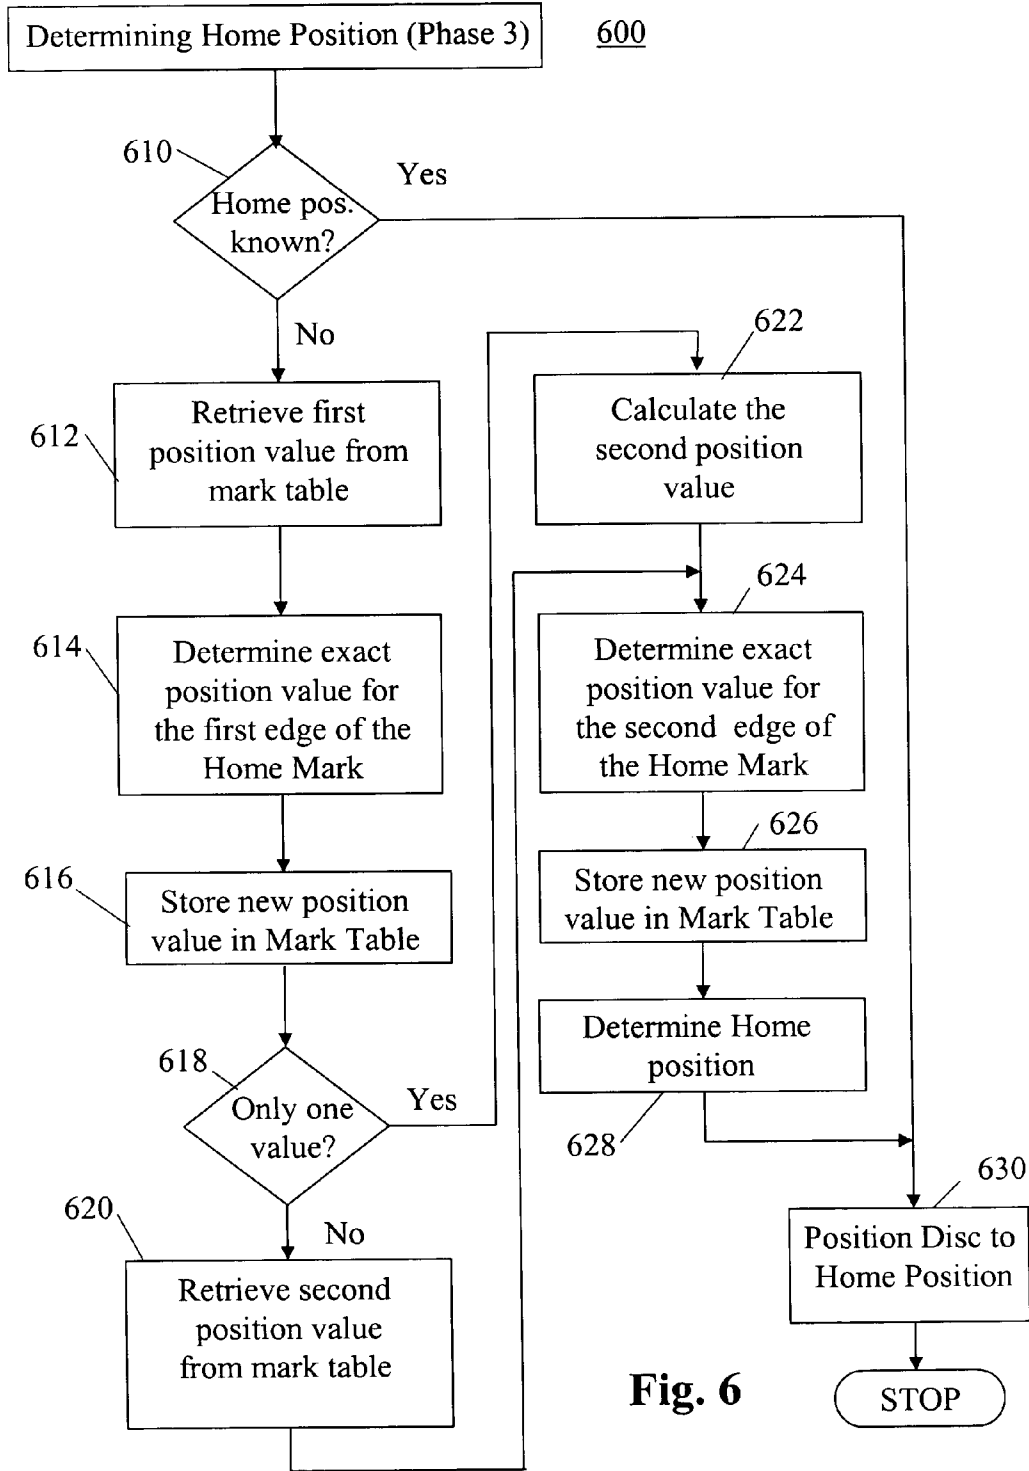 Determining Home Position (Phase 3)
600
610
Yes
Home pos.
known?
No
622
612
Retrieve first
position value from
mark table
Calculate the
second position
value
624
614
Determine exact
position value for
the first edge of the
Home Mark
Determine exact
position value for
the second edge of
the Home Mark
626
616
Store new position
value in Mark Table
Store new position
value in Mark Table
Determine Home
position
618
Only one
value?
Yes
628
630
620
No
Position Disc to
Home Position
Retrieve second
position value
from mark table
Fig. 6
STOP